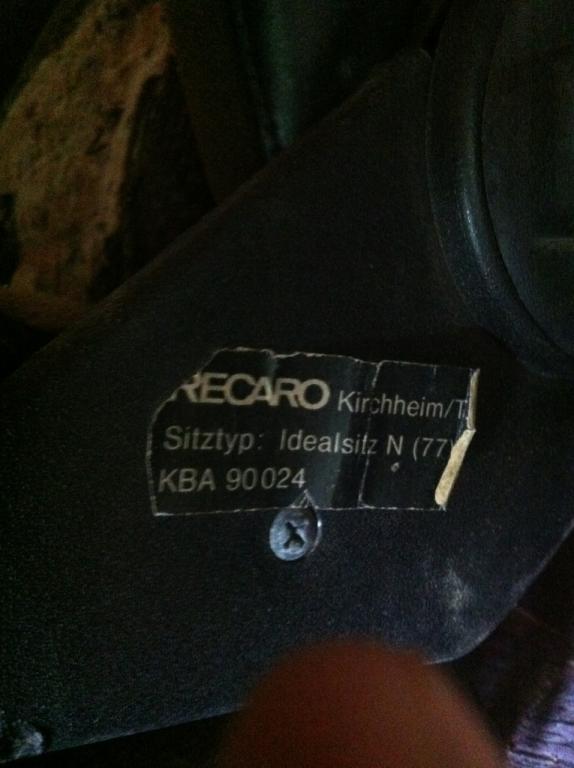 RECARO Kirchheim/T
Sitztyp: Idealsitz N (77)
KBA 90024